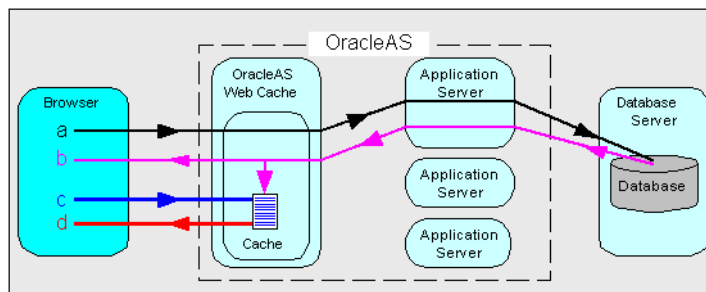 OracleAS
OracleAS
Web Cache
Application
Server
Browser
Database
Server
a
b
Database
Application
Server
c
d
Cache
Application
Server